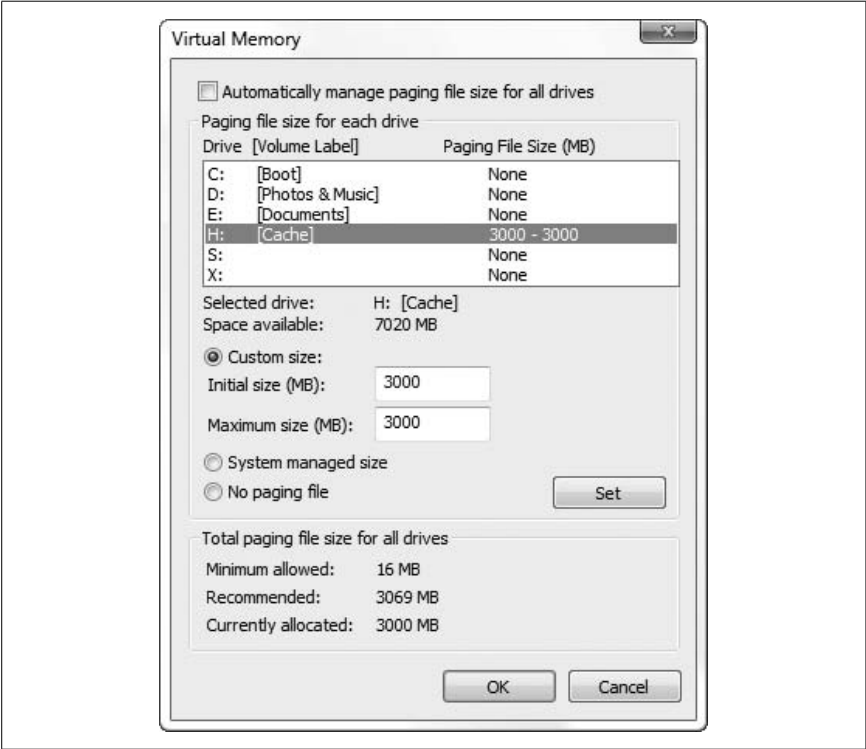 Virtual Memory
Automatically manage paging file size for all drives
Paging file size for each drive
Drive [Volume Label] Paging File Size (MB)
C: [Boot] None
D: [Photos & Music] None
E: [Documents] None
H: [Cache] 3000 - 3000
S: None
X: None
Selected drive: H: [Cache]
Space available: 7020 MB
Custom size:
Initial size (MB): 3000
Maximum size (MB): 3000
System managed size
No paging file Set
Total paging file size for all drives
Minimum allowed: 16 MB
Recommended: 3069 MB
Currently allocated: 3000 MB
OK Cancel